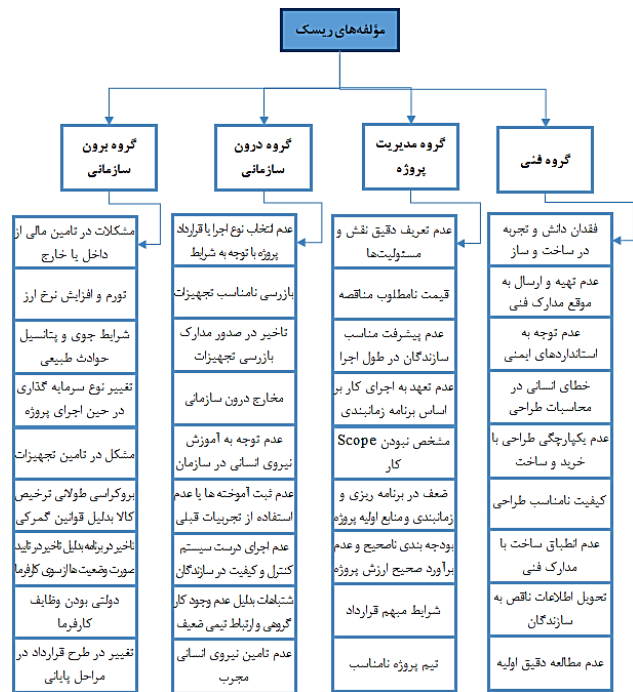 مؤلفه‌های ریسک
گروه فنی
فقدان دانش و تجربه
در ساخت و ساز
عدم تهیه و ارسال به
موقع مدارک فنی
عدم توجه به
استانداردهای ایمنی
خطای انسانی در
محاسبات طراحی
عدم یکپارچگی طراحی با
خرید و ساخت
کیفیت نامناسب طراحی
عدم انطباق ساخت با
مدارک فنی
تحویل اطلاعات ناقص به
سازندگان
عدم مطالعه دقیق اولیه
گروه مدیریت
پروژه
عدم تعریف دقیق نقش و
مسئولیت‌ها
قیمت نامطلوب مناقصه
عدم پیشرفت مناسب
سازندگان در طول اجرا
عدم تعهد به اجرای کار بر
اساس برنامه زمانبندی
مشخص نبودن Scope
کار
ضعف در برنامه ریزی و
زمانبندی و منابع اولیه پروژه
بودجه بندی ناصحیح و عدم
برآورد صحیح ارزش پروژه
شرایط مبهم قرارداد
تیم پروژه نامناسب
گروه درون
سازمانی
عدم انتخاب نوع اجرا یا قرارداد
پروژه با توجه به شرایط
بازرسی نامناسب تجهیزات
تاخیر در صدور مدارک
بازرسی تجهیزات
مخارج درون سازمانی
عدم توجه به آموزش
نیروی انسانی در سازمان
عدم ثبت آموخته ها یا عدم
استفاده از تجربیات قبلی
عدم اجرای درست سیستم
کنترل و کیفیت در سازندگان
شتباهات بدلیل عدم وجود کار
گروهی و ارتباط تیمی ضعیف
عدم تامین نیروی انسانی
مجرب
گروه برون
سازمانی
مشکلات در تامین مالی از
داخل یا خارج
تورم و افزایش نرخ ارز
شرایط جوی و پتانسیل
حوادث طبیعی
تغییر نوع سرمایه گذاری
در حین اجرای پروژه
مشکل در تامین تجهیزات
بروکراسی طولانی ترخیص
کالا بدلیل قوانین گمرکی
تاخیر در برنامه بدلیل تاخیر در تایید
صورت وضعیت ها از سوی کارفرما
دولتی بودن وظایف
کارفرما
تغییر در طرح قرارداد در
مراحل پایانی